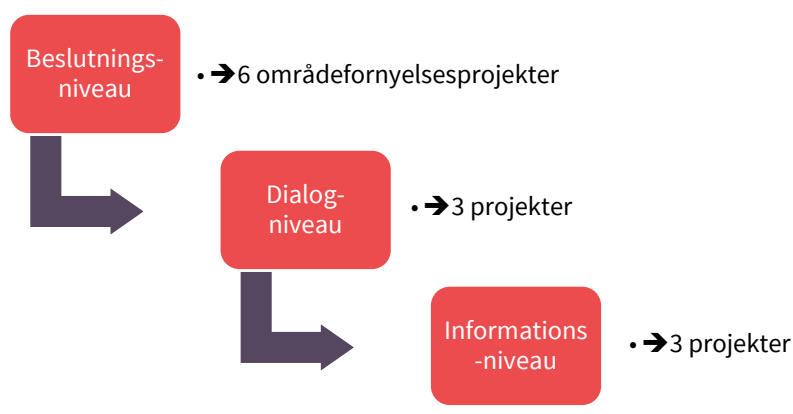 Beslutnings-
niveau
• ➔6 områdefornyelsesprojekter
Dialog-
niveau
• ➔3 projekter
Informations
-niveau
• ➔3 projekter